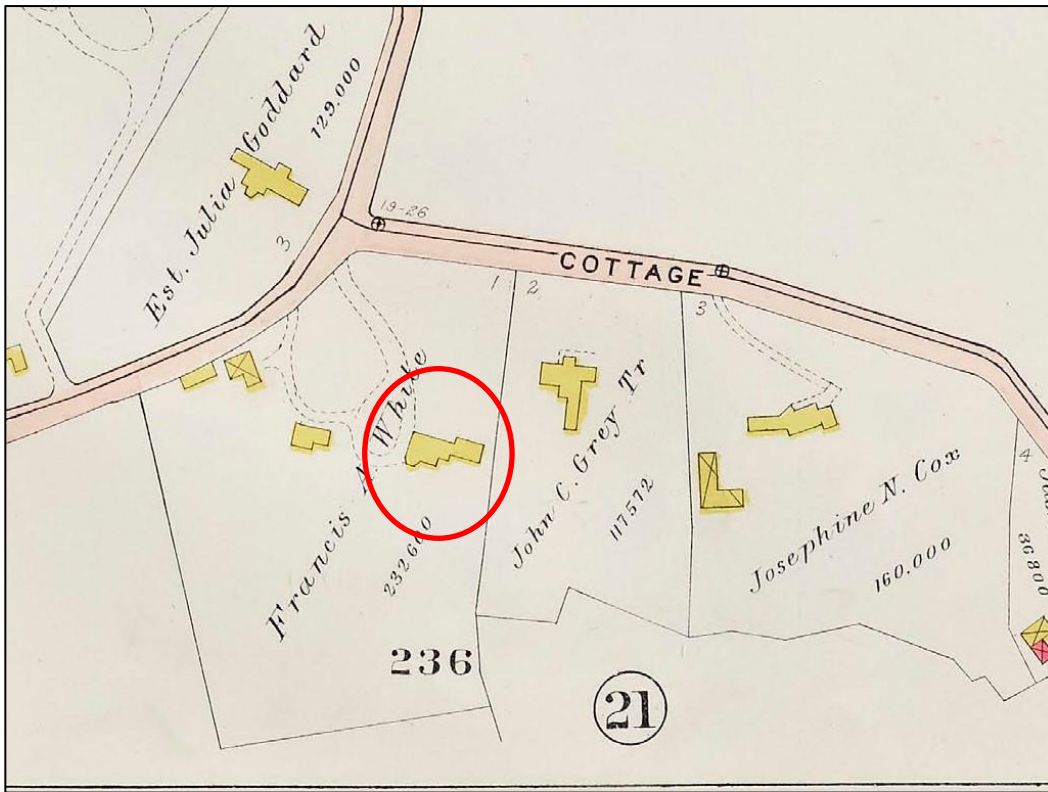 Est. Julia Goddard
129.000
3
19-26
COTTAGE
1
2
3
4
Francis A. White
232600
John C. Grey Tr
117572
Josephine N. Cox
160.000
36800
236
21